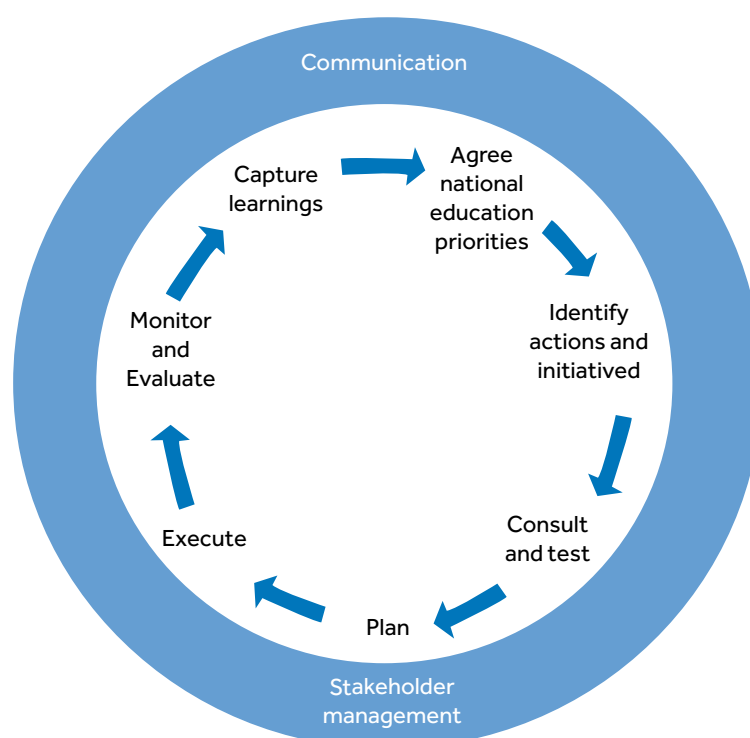 Communication
Capture
learnings
Agree
national
education
priorities
Identify
actions and
initiatived
Consult
and test
Plan
Execute
Monitor
and
Evaluate
Stakeholder
management